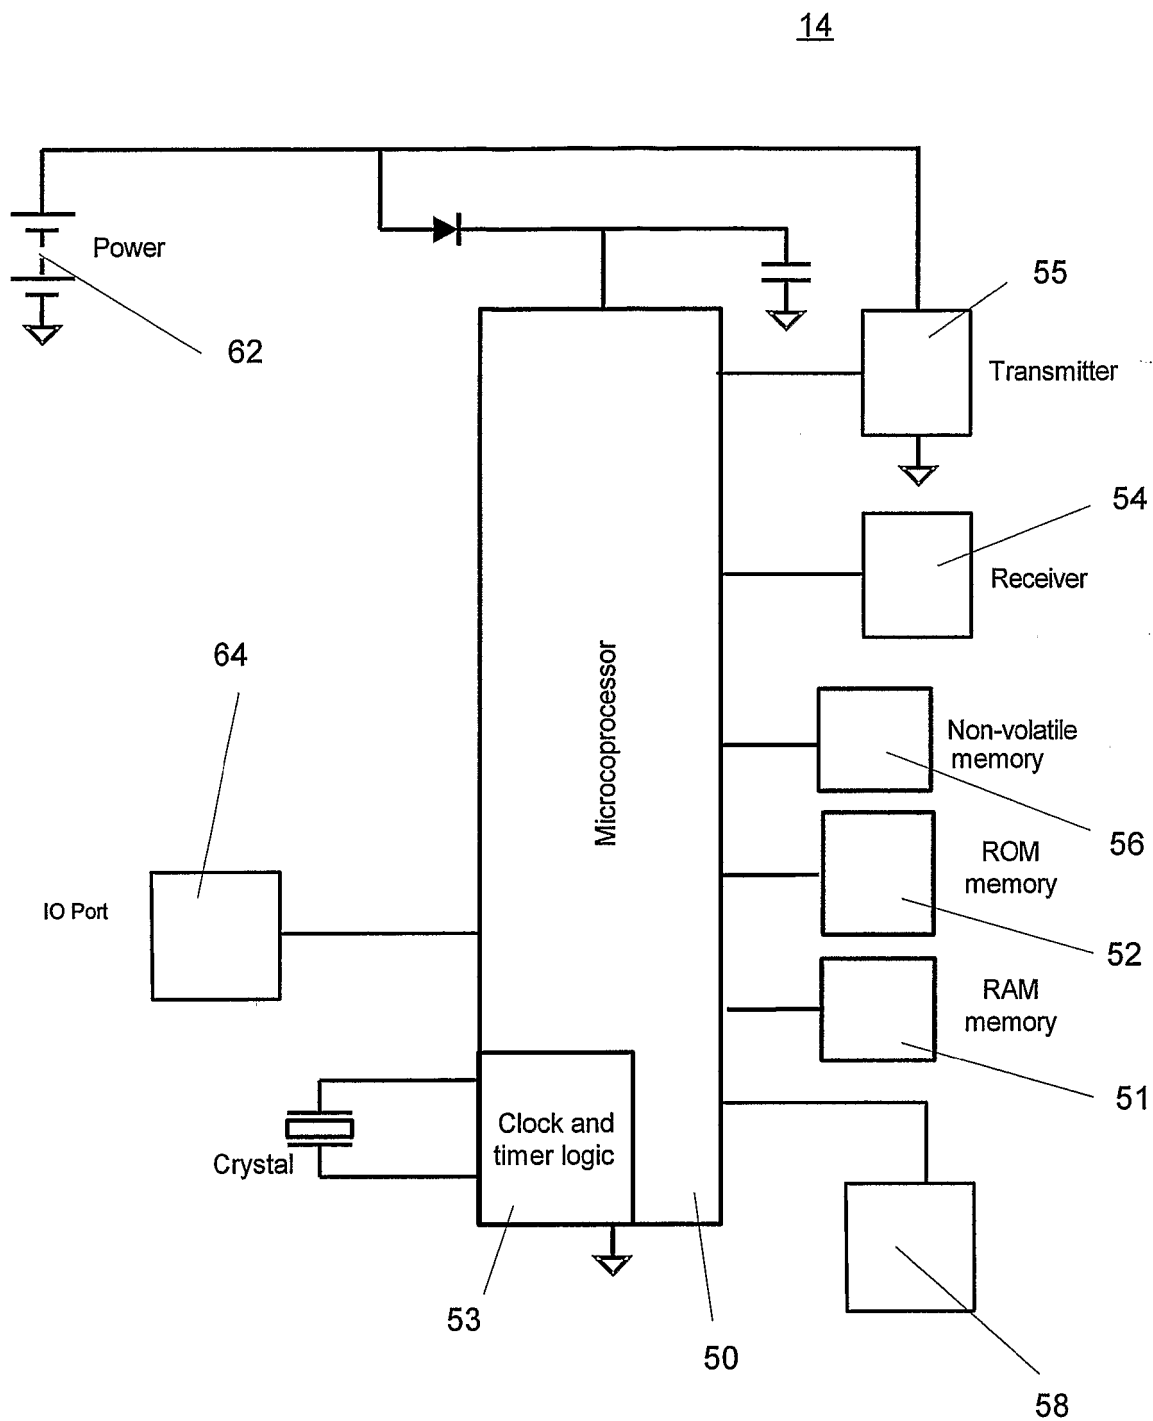 14
Power
62
55
Transmitter
54
Receiver
64
Microcoprocessor
Non-volatile
memory
56
ROM
memory
52
IO Port
RAM
memory
51
Clock and
timer logic
Crystal
53
50
58